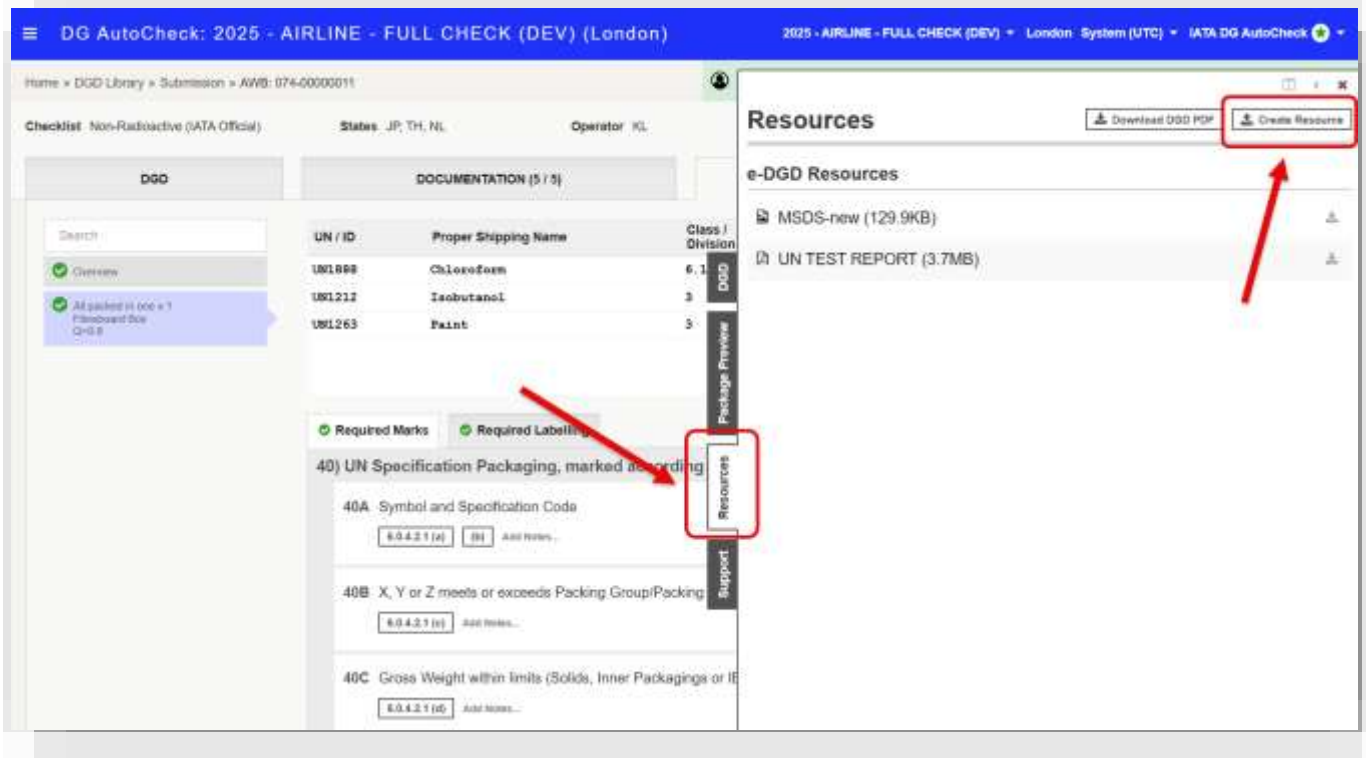 DG AutoCheck: 2025 - AIRLINE - FULL CHECK (DEV) (London)
2025 - AIRLINE - FULL CHECK (DEV)
London
System (UTC)
IATA DG AutoCheck
Home » DGD Library » Submission » AWB: 074-00000011
Checklist Non-Radioactive (IATA Official)
States JP, TH, NL
Operator KL
DGD
DOCUMENTATION (5 / 5)
Search
Overview
All packed in one x 1
Fibreboard Box
Q=0.8
UN / ID
Proper Shipping Name
Class /
Division
UN1888
Chloroform
6.1
UN1212
Isobutanol
3
UN1263
Paint
3
Required Marks
Required Labelling
40) UN Specification Packaging, marked according
40A Symbol and Specification Code
6.0.4.2.1 (a)
(b)
Add Notes...
40B X, Y or Z meets or exceeds Packing Group/Packing
6.0.4.2.1 (c)
Add Notes...
40C Gross Weight within limits (Solids, Inner Packagings or IB
6.0.4.2.1 (d)
Add Notes...
DGD
Package Preview
Resources
Support
Resources
Download DGD PDF
Create Resource
e-DGD Resources
MSDS-new (129.9KB)
UN TEST REPORT (3.7MB)